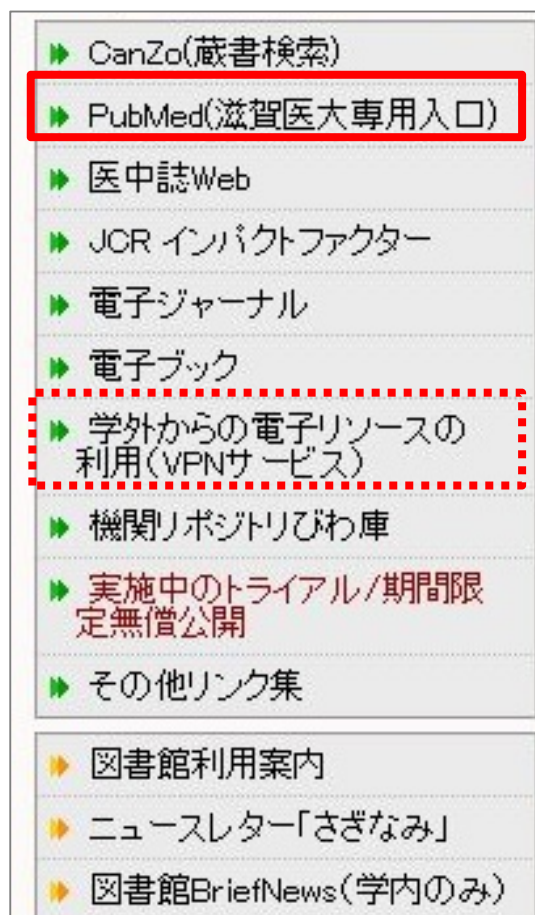 CanZo(蔵書検索)
PubMed(滋賀医大専用入口)
医中誌Web
JCR インパクトファクター
電子ジャーナル
電子ブック
学外からの電子リソースの
利用(VPNサービス)
機関リポジトリびわ庫
実施中のトライアル/期間限
定無償公開
その他リンク集
図書館利用案内
ニュースレター「さざなみ」
図書館BriefNews(学内のみ)